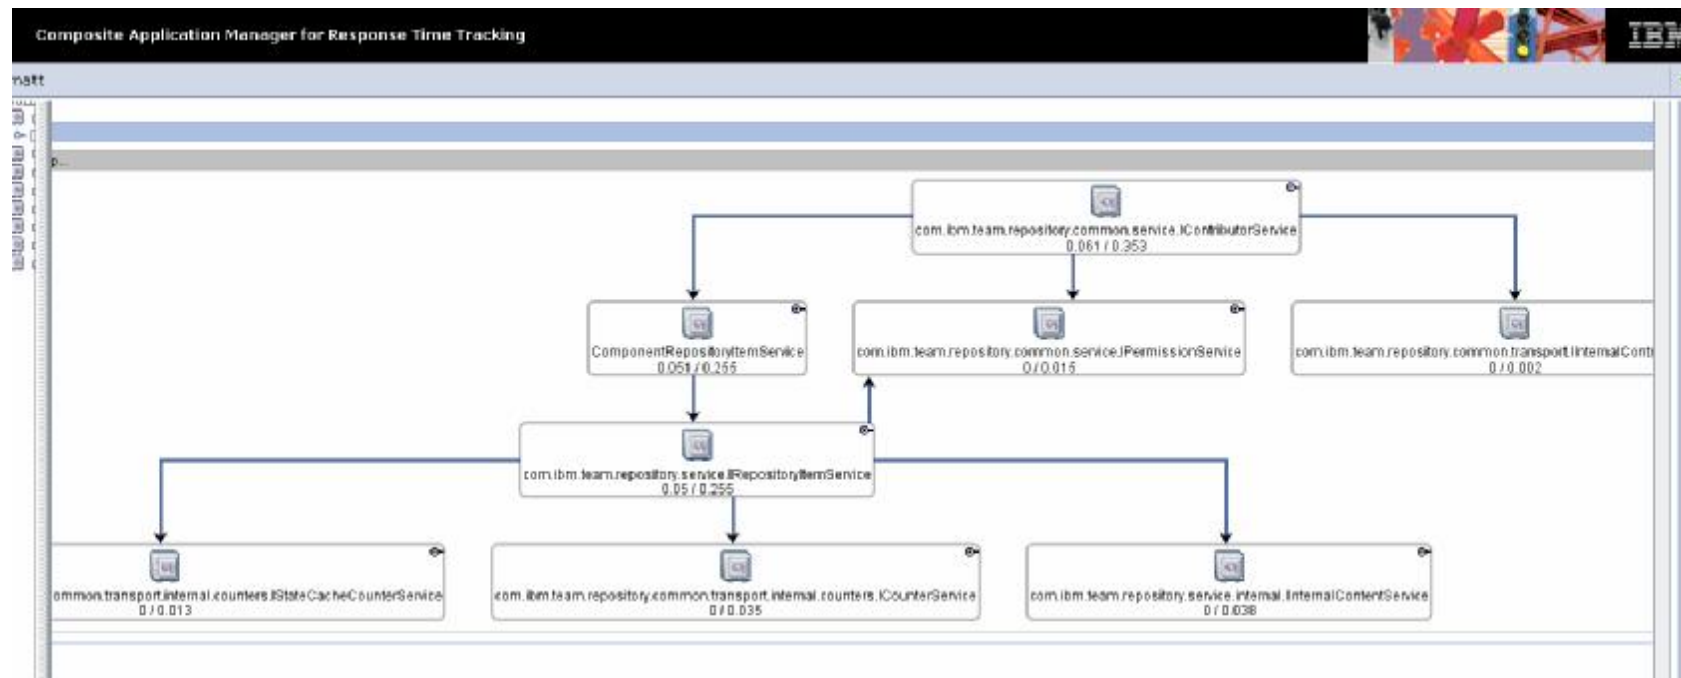 Composite Application Manager for Response Time Tracking
IBM
matt
p...
com.ibm.team.repository.common.service.IContributorService
0.061 / 0.353
ComponentRepositoryItemService
0.051 / 0.255
com.ibm.team.repository.common.service.IPermissionService
0 / 0.015
com.ibm.team.repository.common.transport.IInternalContr
0 / 0.002
com.ibm.team.repository.service.IRepositoryItemService
0.05 / 0.255
ommon.transport.internal.counters.IStateCacheCounterService
0 / 0.013
com.ibm.team.repository.common.transport.internal.counters.ICounterService
0 / 0.035
com.ibm.team.repository.service.internal.IInternalContentService
0 / 0.038